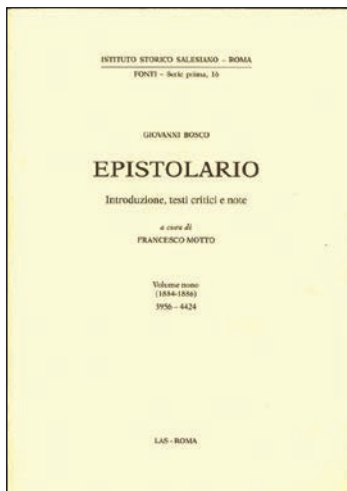 ISTITUTO STORICO SALESIANO – ROMA
FONTI – Serie prima, 16
GIOVANNI BOSCO
EPISTOLARIO
Introduzione, testi critici e note
a cura di
FRANCESCO MOTTO
Volume nono
(1884-1886)
3956 – 4424
LAS – ROMA